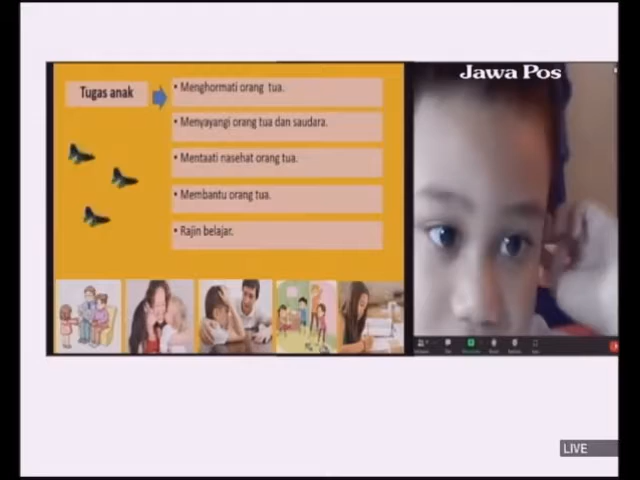 Jawa Pos
Tugas anak
• Menghormati orang tua.
• Menyayangi orang tua dan saudara.
• Mentaati nasehat orang tua.
• Membantu orang tua.
• Rajin belajar.
LIVE